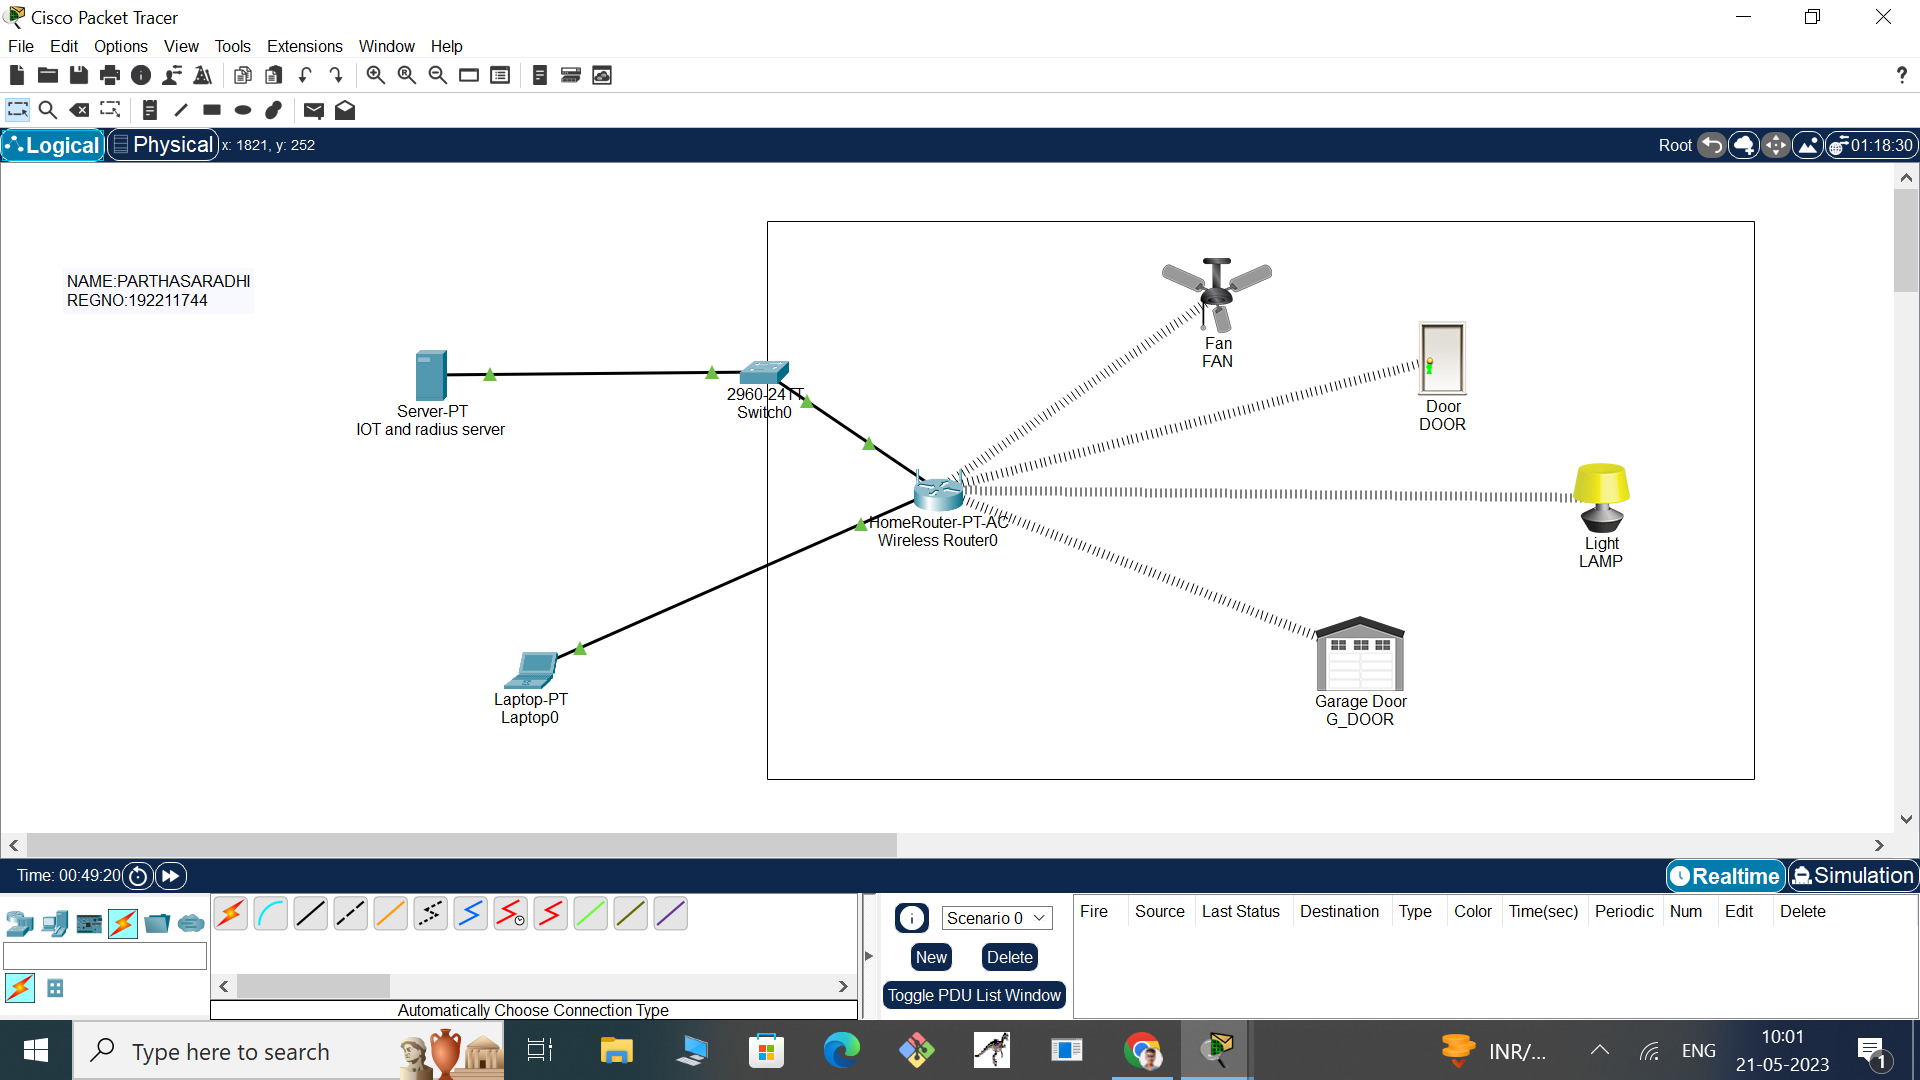 Cisco Packet Tracer
File Edit Options View Tools Extensions Window Help
?
Logical Physical x: 1821, y: 252 Root 01:18:30
NAME:PARTHASARADHI
REGNO:192211744
Fan
FAN
Door
DOOR
2960-24TT
Switch0
Server-PT
IOT and radius server
HomeRouter-PT-AC
Wireless Router0
Light
LAMP
Laptop-PT
Laptop0
Garage Door
G_DOOR
Time: 00:49:20 Realtime Simulation
Scenario 0
New Delete
Toggle PDU List Window
Fire Source Last Status Destination Type Color Time(sec) Periodic Num Edit Delete
Automatically Choose Connection Type
Type here to search
INR/...
ENG
10:01
21-05-2023
1